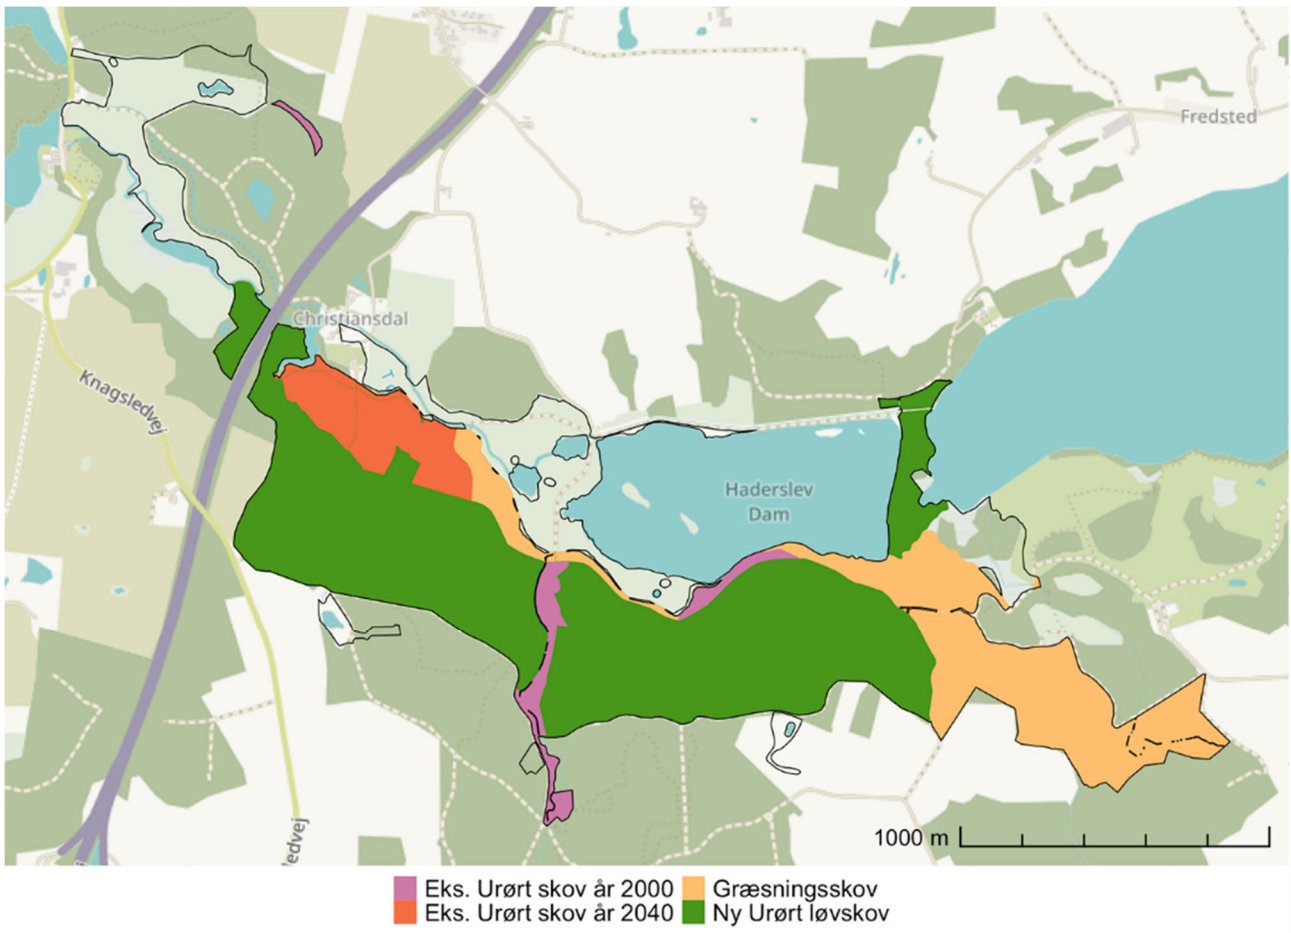 Fredsted
Christiansdal
Knagsledvej
Haderslev
Dam
1000 m
ledvej
Eks. Urørt skov år 2000
Græsningsskov
Eks. Urørt skov år 2040
Ny Urørt løvskov